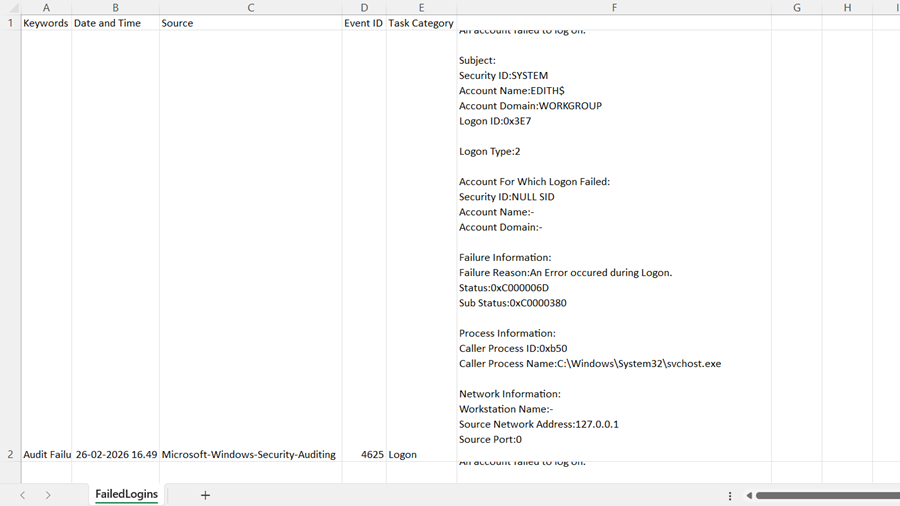 A B C D E F G H I
1 Keywords Date and Time Source Event ID Task Category
An account failed to log on.
Subject:
Security ID:SYSTEM
Account Name:EDITH$
Account Domain:WORKGROUP
Logon ID:0x3E7
Logon Type:2
Account For Which Logon Failed:
Security ID:NULL SID
Account Name:-
Account Domain:-
Failure Information:
Failure Reason:An Error occured during Logon.
Status:0xC000006D
Sub Status:0xC0000380
Process Information:
Caller Process ID:0xb50
Caller Process Name:C:\Windows\System32\svchost.exe
Network Information:
Workstation Name:-
Source Network Address:127.0.0.1
Source Port:0
2 Audit Failu 26-02-2026 16.49 Microsoft-Windows-Security-Auditing 4625 Logon
An account failed to log on.
FailedLogins